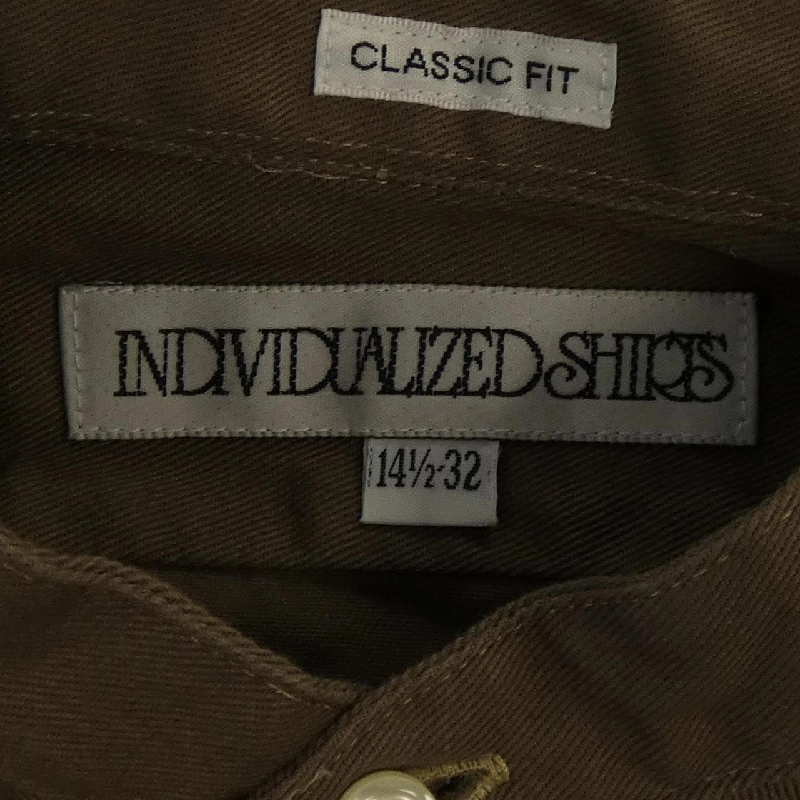 CLASSIC FIT
INDIVIDUALIZED SHIRTS
14½-32